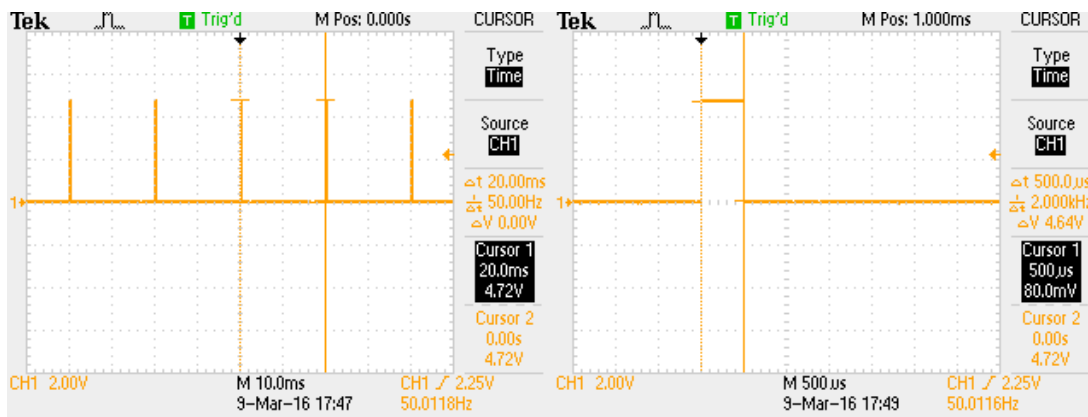 Tek T Trig'd M Pos: 0.000s CURSOR
Type
Time
Source
CH1
Δt 20.00ms
1/Δt 50.00Hz
ΔV 0.00V
1
Cursor 1
20.0ms
4.72V
Cursor 2
0.00s
4.72V
CH1 2.00V M 10.0ms CH1 2.25V
9-Mar-16 17:47 50.0118Hz
Tek T Trig'd M Pos: 1.000ms CURSOR
Type
Time
Source
CH1
Δt 500.0µs
1/Δt 2.000kHz
ΔV 4.64V
1
Cursor 1
500µs
80.0mV
Cursor 2
0.00s
4.72V
CH1 2.00V M 500µs CH1 2.25V
9-Mar-16 17:49 50.0116Hz